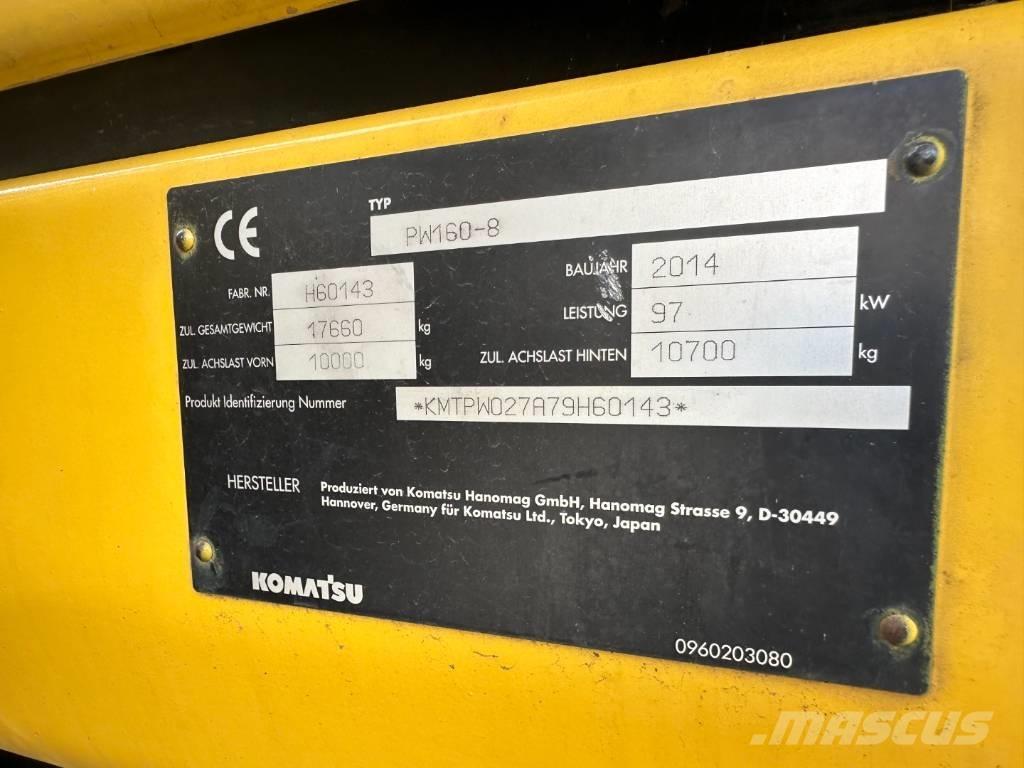 CE
TYP PW160-8
FABR. NR. H60143 BAUJAHR 2014
ZUL. GESAMTGEWICHT 17660 kg LEISTUNG 97 kW
ZUL. ACHSLAST VORN 10000 kg ZUL. ACHSLAST HINTEN 10700 kg
Produkt Identifizierung Nummer *KMTPW027A79H60143*
HERSTELLER Produziert von Komatsu Hanomag GmbH, Hanomag Strasse 9, D-30449
Hannover, Germany für Komatsu Ltd., Tokyo, Japan
KOMATSU
0960203080
MASCUS